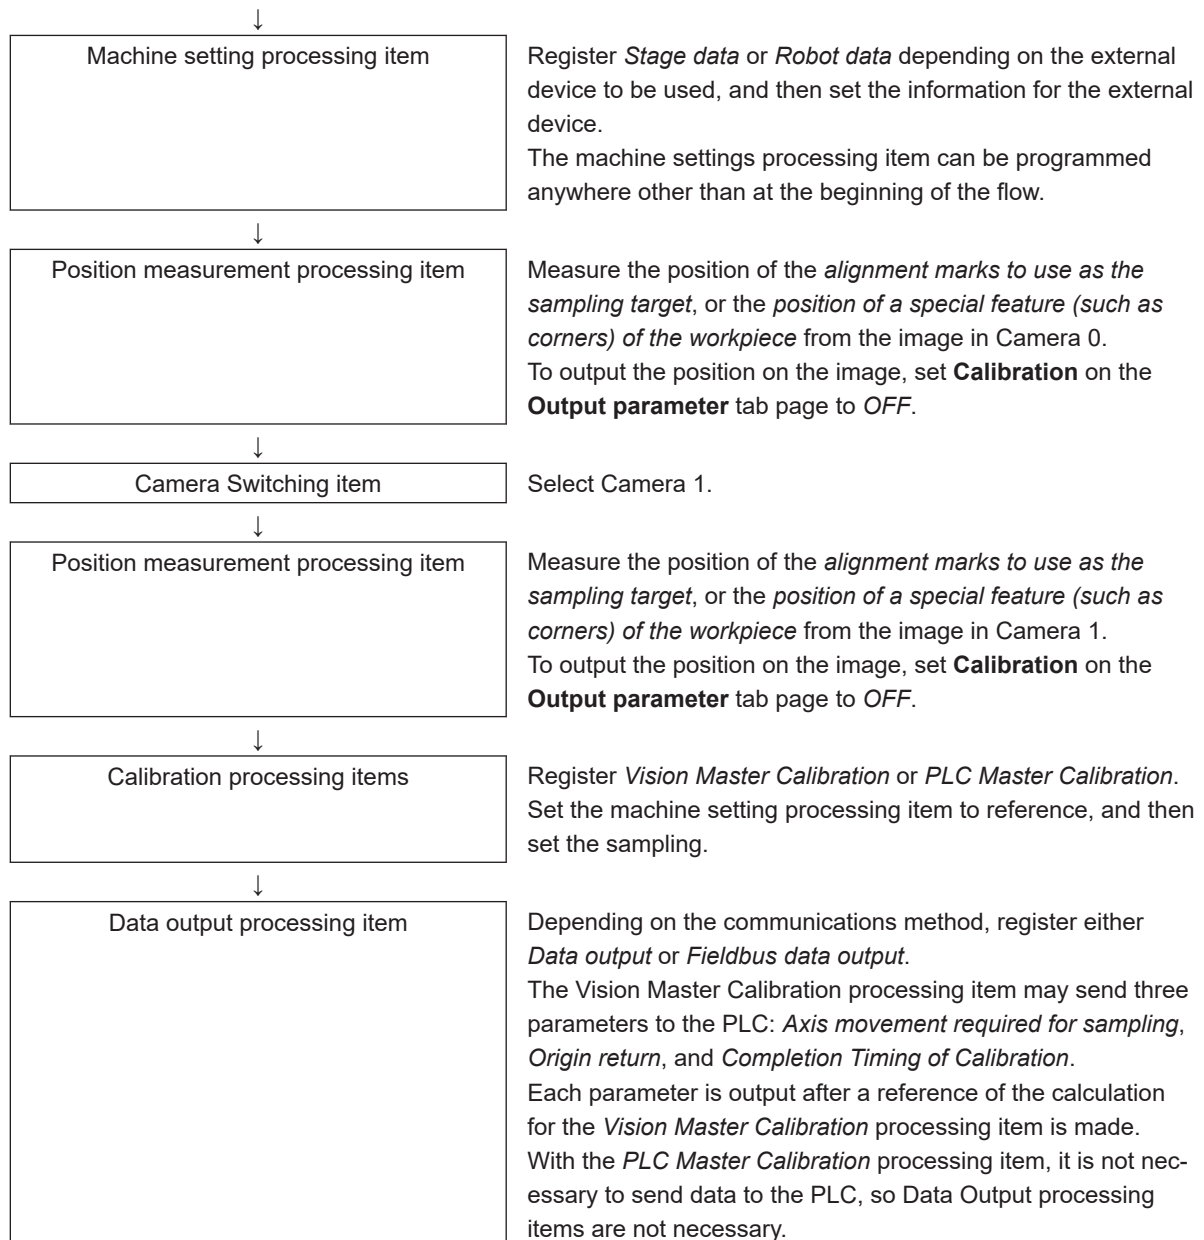 ↓
Machine setting processing item
Register Stage data or Robot data depending on the external
device to be used, and then set the information for the external
device.
The machine settings processing item can be programmed
anywhere other than at the beginning of the flow.
↓
Position measurement processing item
Measure the position of the alignment marks to use as the
sampling target, or the position of a special feature (such as
corners) of the workpiece from the image in Camera 0.
To output the position on the image, set Calibration on the
Output parameter tab page to OFF.
↓
Camera Switching item
Select Camera 1.
↓
Position measurement processing item
Measure the position of the alignment marks to use as the
sampling target, or the position of a special feature (such as
corners) of the workpiece from the image in Camera 1.
To output the position on the image, set Calibration on the
Output parameter tab page to OFF.
↓
Calibration processing items
Register Vision Master Calibration or PLC Master Calibration.
Set the machine setting processing item to reference, and then
set the sampling.
↓
Data output processing item
Depending on the communications method, register either
Data output or Fieldbus data output.
The Vision Master Calibration processing item may send three
parameters to the PLC: Axis movement required for sampling,
Origin return, and Completion Timing of Calibration.
Each parameter is output after a reference of the calculation
for the Vision Master Calibration processing item is made.
With the PLC Master Calibration processing item, it is not nec-
essary to send data to the PLC, so Data Output processing
items are not necessary.